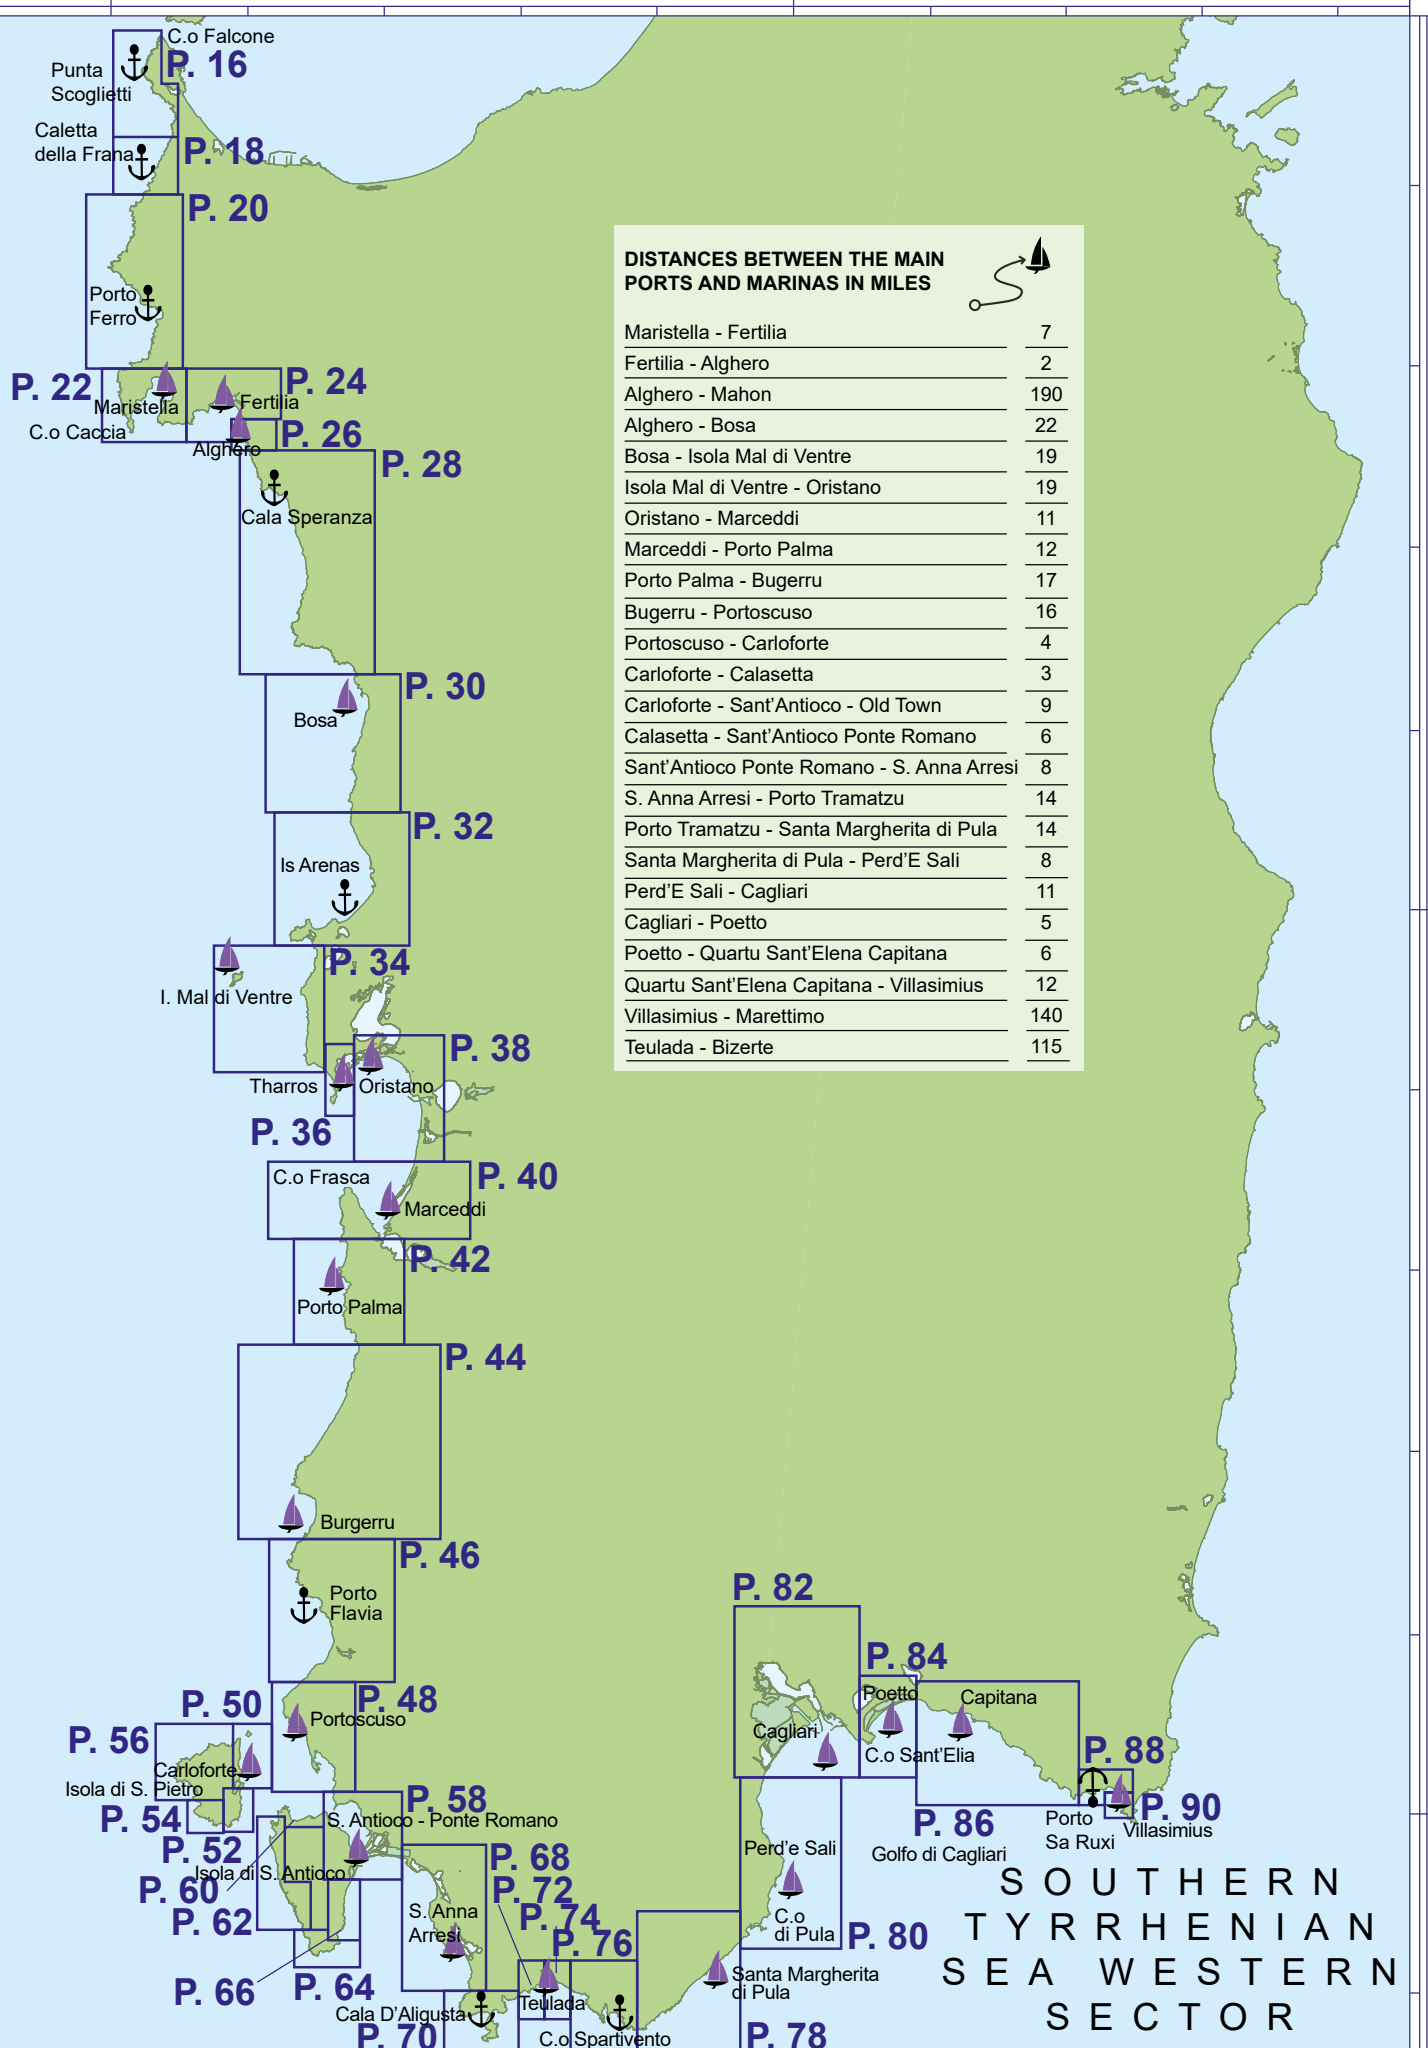 C.o Falcone
P. 16
Punta
Scoglietti
Caletta
della Frana
P. 18
P. 20
Porto
Ferro
P. 22
Maristella
C.o Caccia
P. 24
Fertilia
Alghero
P. 26
P. 28
Cala Speranza
P. 30
Bosa
P. 32
Is Arenas
P. 34
I. Mal di Ventre
P. 38
Tharros
Oristano
P. 36
C.o Frasca
P. 40
Marceddi
P. 42
Porto Palma
P. 44
Burgerru
P. 46
Porto
Flavia
P. 48
P. 50
Portoscuso
P. 56
Carloforte
Isola di S. Pietro
P. 54
P. 52
P. 58
S. Antioco - Ponte Romano
Isola di S. Antioco
P. 60
P. 62
P. 66
P. 64
P. 68
P. 72
P. 74
P. 76
S. Anna
Arresi
Cala D'Aligusta
P. 70
Teulada
C.o Spartivento
P. 78
Santa Margherita
di Pula
P. 80
C.o
di Pula
Perd'e Sali
P. 82
Cagliari
P. 84
Poetto
C.o Sant'Elia
Capitana
P. 86
Golfo di Cagliari
P. 88
Porto
Sa Ruxi
P. 90
Villasimius
DISTANCES BETWEEN THE MAIN
PORTS AND MARINAS IN MILES
Maristella - Fertilia 7
Fertilia - Alghero 2
Alghero - Mahon 190
Alghero - Bosa 22
Bosa - Isola Mal di Ventre 19
Isola Mal di Ventre - Oristano 19
Oristano - Marceddi 11
Marceddi - Porto Palma 12
Porto Palma - Bugerru 17
Bugerru - Portoscuso 16
Portoscuso - Carloforte 4
Carloforte - Calasetta 3
Carloforte - Sant'Antioco - Old Town 9
Calasetta - Sant'Antioco Ponte Romano 6
Sant'Antioco Ponte Romano - S. Anna Arresi 8
S. Anna Arresi - Porto Tramatzu 14
Porto Tramatzu - Santa Margherita di Pula 14
Santa Margherita di Pula - Perd'E Sali 8
Perd'E Sali - Cagliari 11
Cagliari - Poetto 5
Poetto - Quartu Sant'Elena Capitana 6
Quartu Sant'Elena Capitana - Villasimius 12
Villasimius - Marettimo 140
Teulada - Bizerte 115
SOUTHERN
TYRRHENIAN
SEA WESTERN
SECTOR